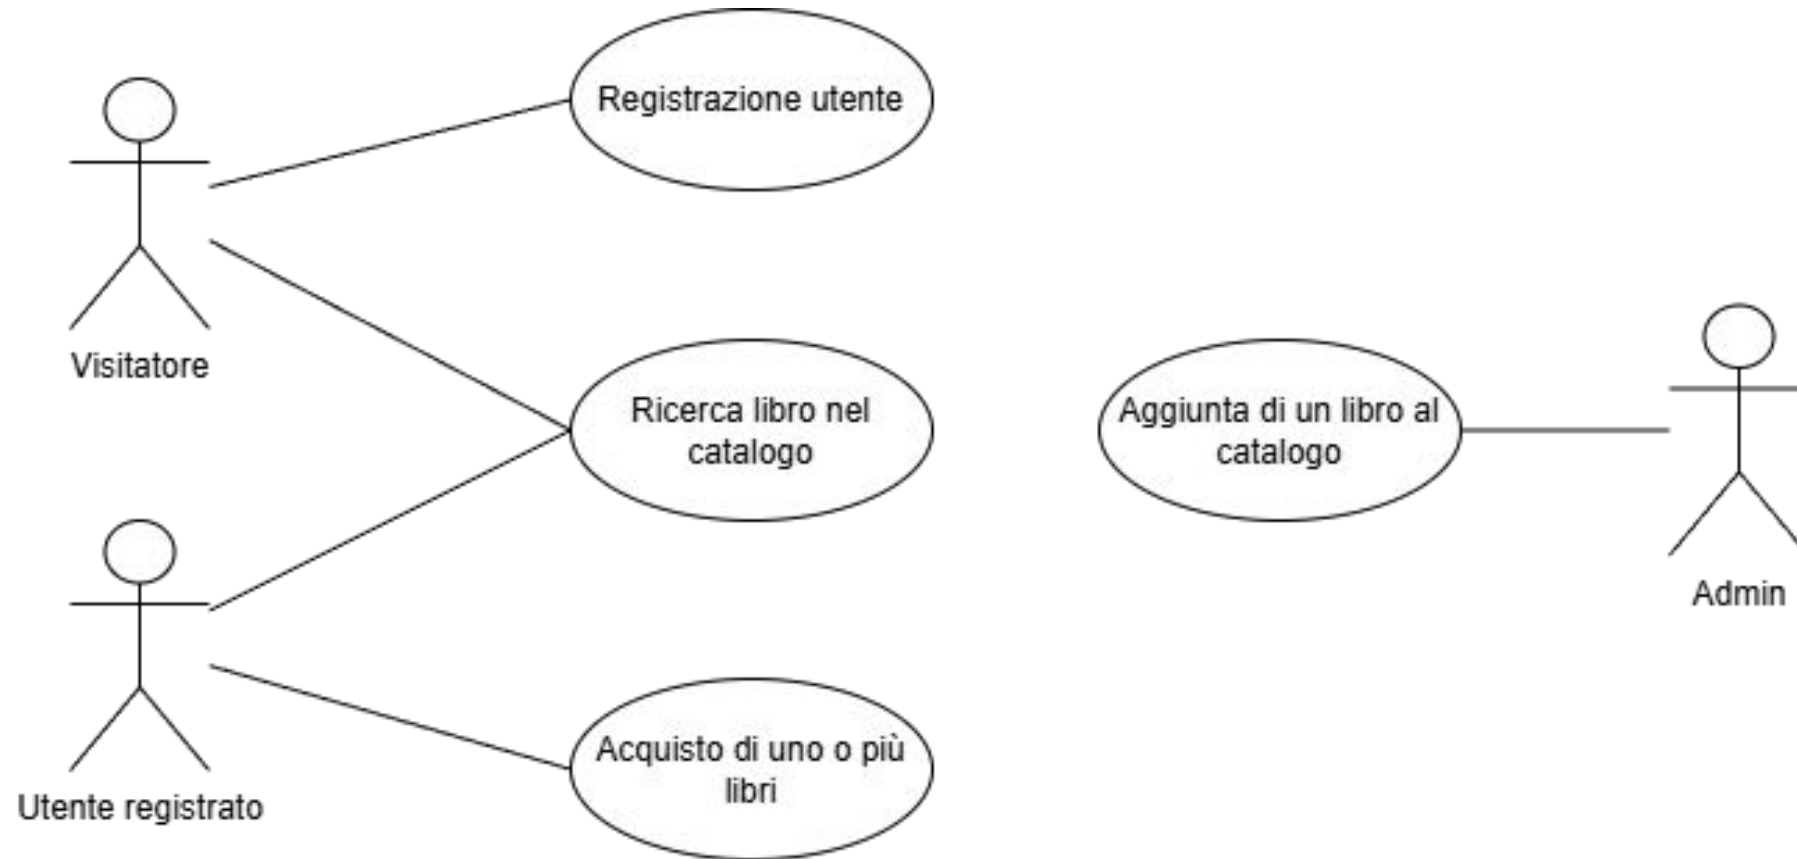 Registrazione utente
Visitatore
Ricerca libro nel
catalogo
Aggiunta di un libro al
catalogo
Admin
Acquisto di uno o più
libri
Utente registrato